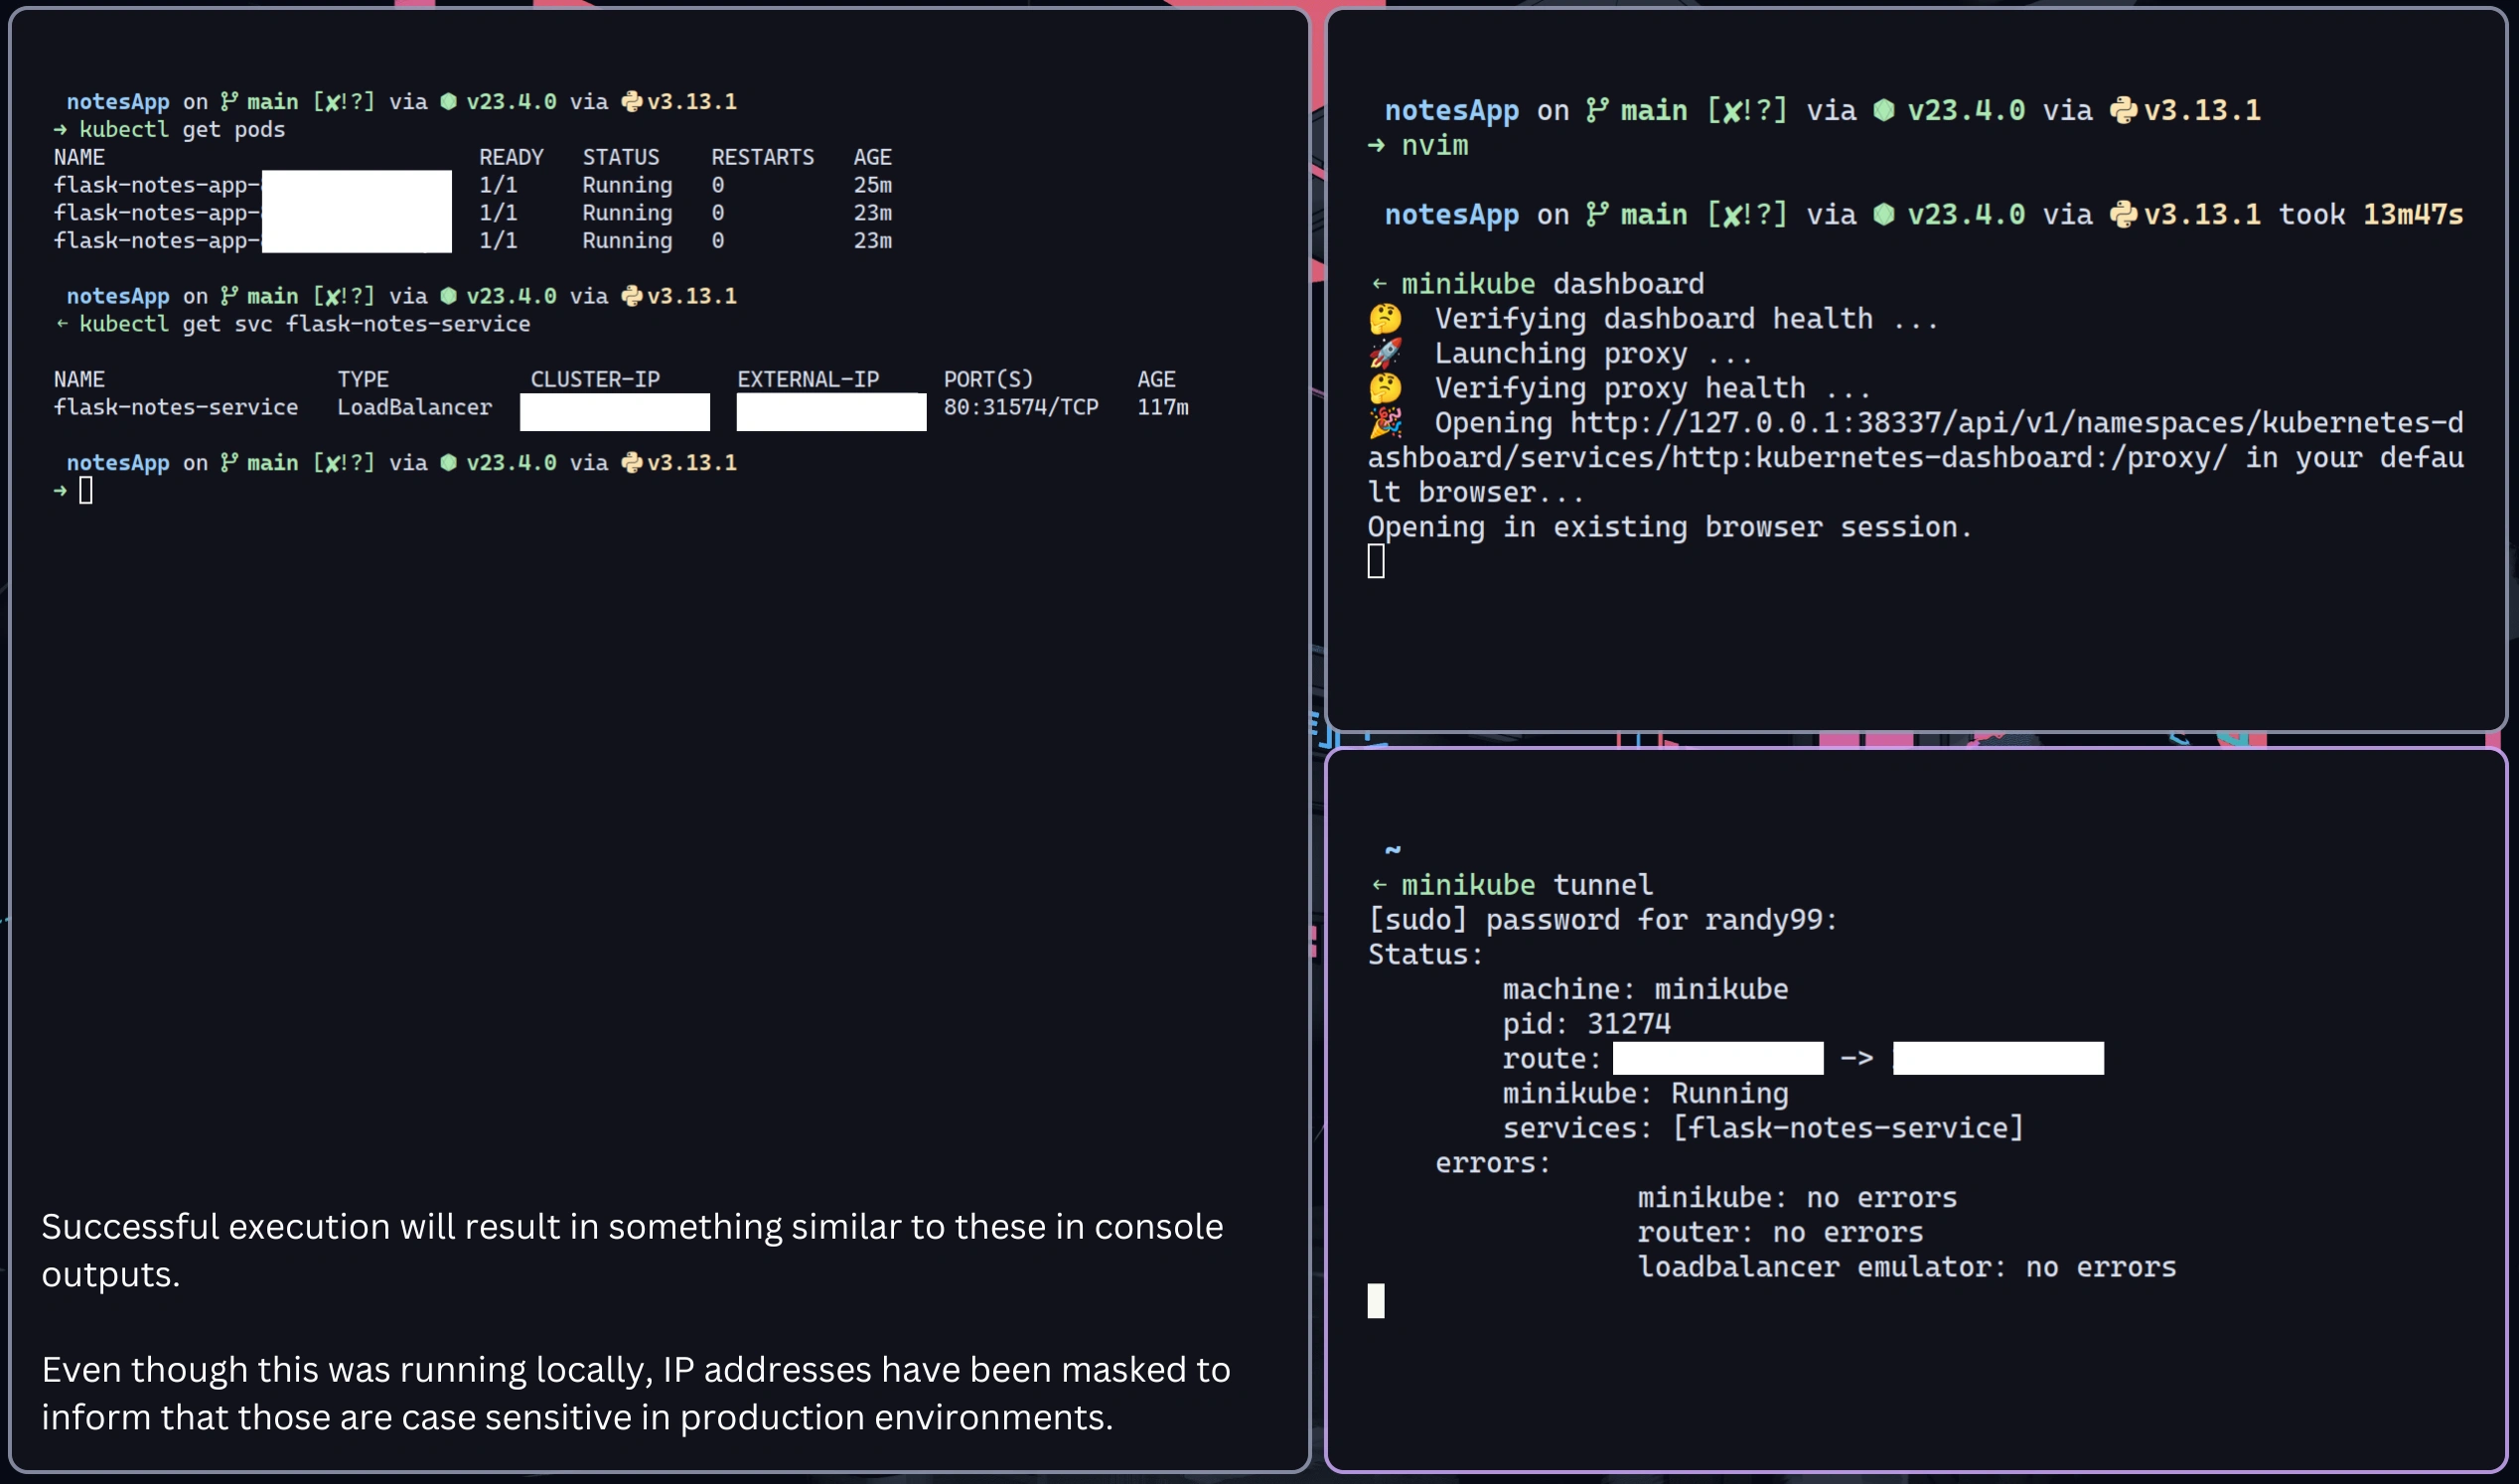 notesApp on main [✘!?] via v23.4.0 via v3.13.1
→ kubectl get pods
NAME READY STATUS RESTARTS AGE
flask-notes-app- 1/1 Running 0 25m
flask-notes-app- 1/1 Running 0 23m
flask-notes-app- 1/1 Running 0 23m
notesApp on main [✘!?] via v23.4.0 via v3.13.1
← kubectl get svc flask-notes-service
NAME TYPE CLUSTER-IP EXTERNAL-IP PORT(S) AGE
flask-notes-service LoadBalancer 80:31574/TCP 117m
notesApp on main [✘!?] via v23.4.0 via v3.13.1
→
Successful execution will result in something similar to these in console
outputs.
Even though this was running locally, IP addresses have been masked to
inform that those are case sensitive in production environments.
notesApp on main [✘!?] via v23.4.0 via v3.13.1
→ nvim
notesApp on main [✘!?] via v23.4.0 via v3.13.1 took 13m47s
← minikube dashboard
🤔 Verifying dashboard health ...
🚀 Launching proxy ...
🤔 Verifying proxy health ...
🎉 Opening http://127.0.0.1:38337/api/v1/namespaces/kubernetes-d
ashboard/services/http:kubernetes-dashboard:/proxy/ in your defau
lt browser...
Opening in existing browser session.
~
← minikube tunnel
[sudo] password for randy99:
Status:
machine: minikube
pid: 31274
route: -> 
minikube: Running
services: [flask-notes-service]
errors:
minikube: no errors
router: no errors
loadbalancer emulator: no errors